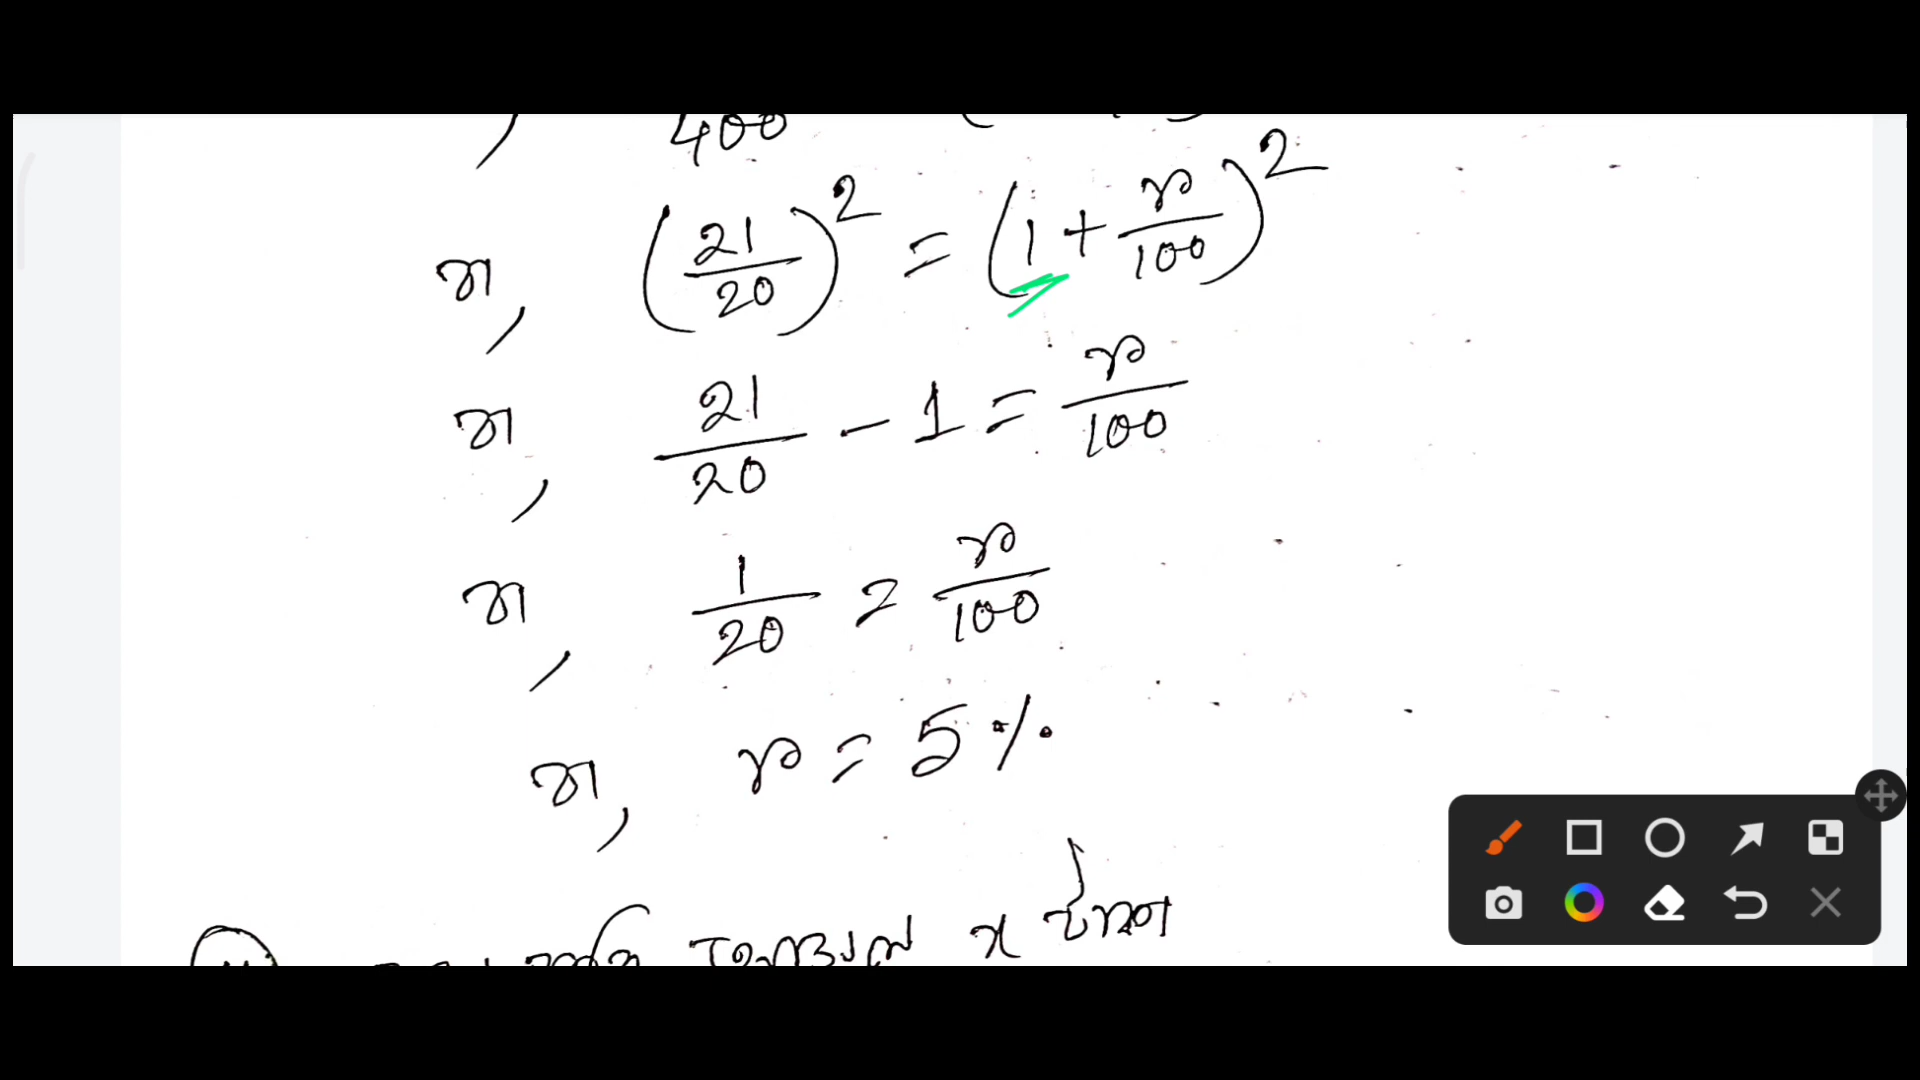 400
বা, (21/20)² = (1 + r/100)²
বা, 21/20 - 1 = r/100
বা, 1/20 = r/100
বা, r = 5%
x টাকা